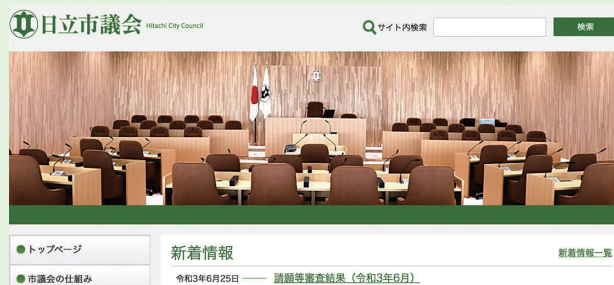 日立市議会 Hitachi City Council
サイト内検索 検索
トップページ
市議会の仕組み
新着情報 新着情報一覧
令和3年6月25日 —— 請願等審査結果（令和3年6月）